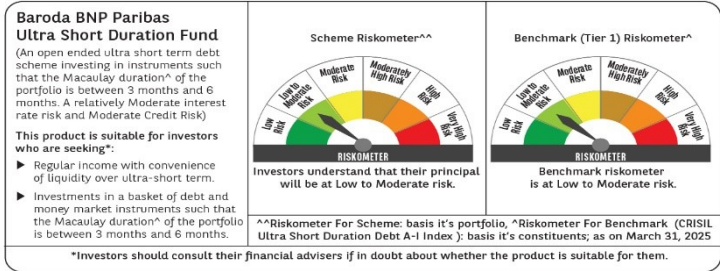 Baroda BNP Paribas
Ultra Short Duration Fund
(An open ended ultra short term debt
scheme investing in instruments such
that the Macaulay duration^ of the
portfolio is between 3 months and 6
months. A relatively Moderate interest
rate risk and Moderate Credit Risk)
This product is suitable for investors
who are seeking*:
▶ Regular income with convenience
of liquidity over ultra-short term.
▶ Investments in a basket of debt and
money market instruments such that
the Macaulay duration^ of the portfolio
is between 3 months and 6 months.
Scheme Riskometer^^
Low
Risk
Low to
Moderate
Risk
Moderate
Risk
Moderately
High Risk
High
Risk
Very High
Risk
RISKOMETER
Investors understand that their principal
will be at Low to Moderate risk.
Benchmark (Tier 1) Riskometer^
Low
Risk
Low to
Moderate
Risk
Moderate
Risk
Moderately
High Risk
High
Risk
Very High
Risk
RISKOMETER
Benchmark riskometer
is at Low to Moderate risk.
^^Riskometer For Scheme: basis it's portfolio, ^Riskometer For Benchmark (CRISIL
Ultra Short Duration Debt A-I Index ): basis it's constituents; as on March 31, 2025
*Investors should consult their financial advisers if in doubt about whether the product is suitable for them.